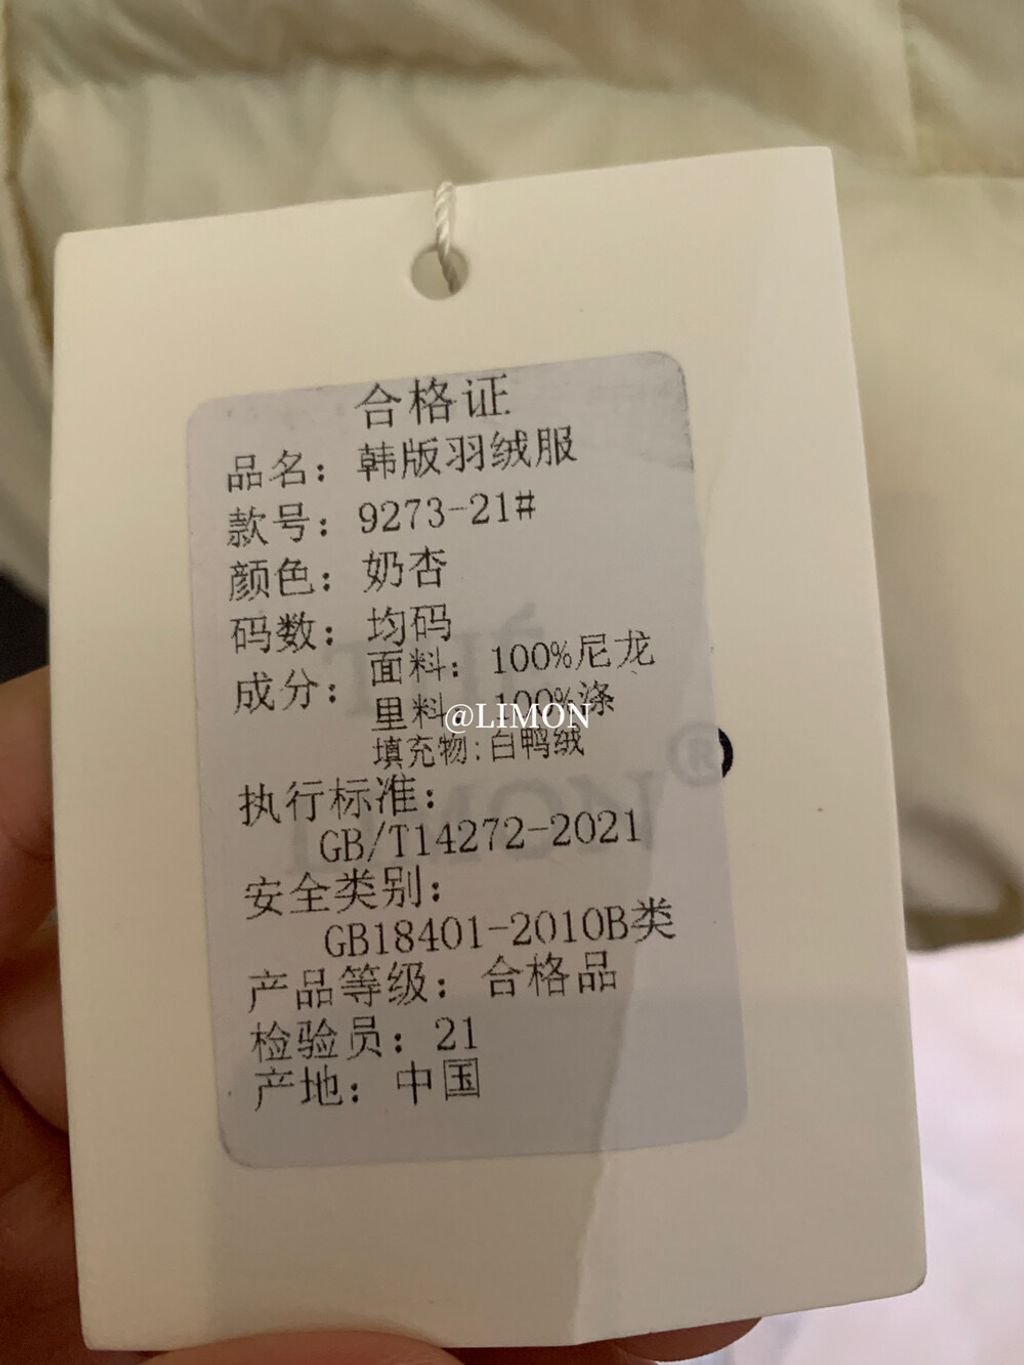 合格证
品名：韩版羽绒服
款号：9273-21#
颜色：奶杏
码数：均码
成分：面料：100%尼龙
里料：100%涤
@LIMON
填充物:白鸭绒
执行标准：
GB/T14272-2021
安全类别：
GB18401-2010B类
产品等级：合格品
检验员：21
产地：中国